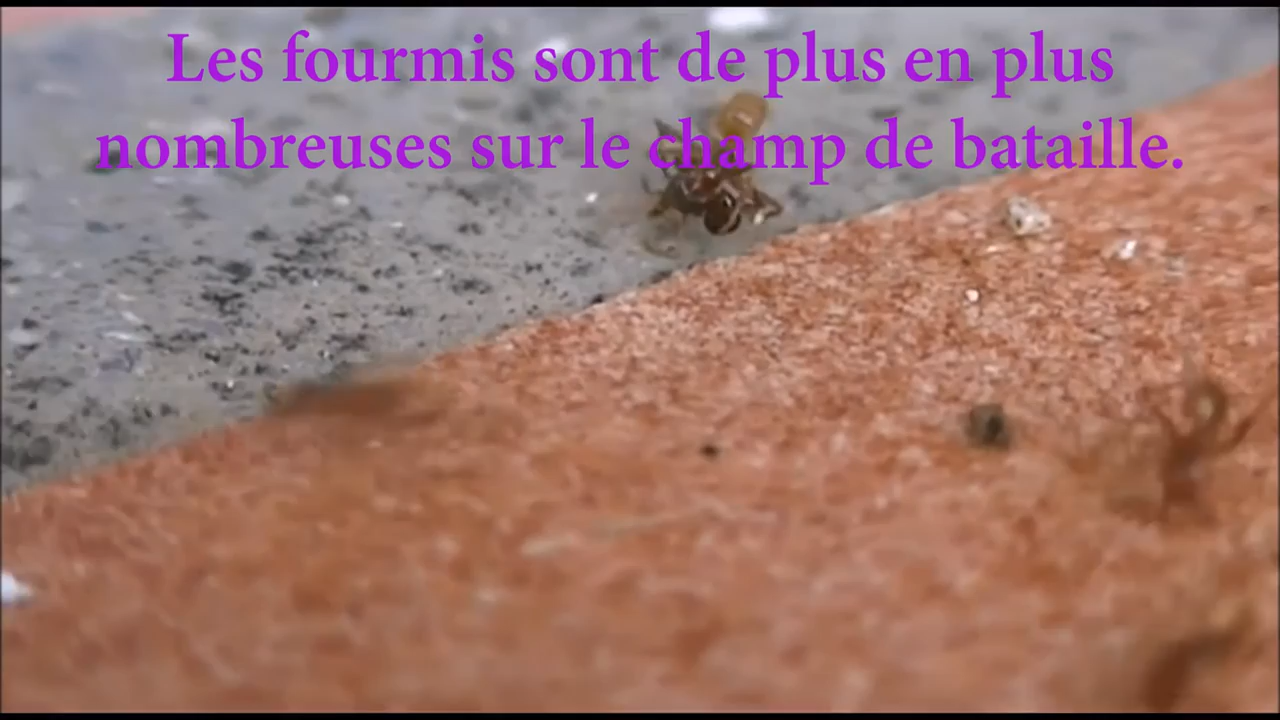 Les fourmis sont de plus en plus
nombreuses sur le champ de bataille.